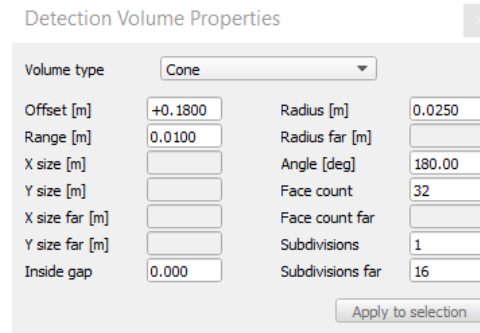 Detection Volume Properties
Volume type Cone
Offset [m] +0.1800 Radius [m] 0.0250
Range [m] 0.0100 Radius far [m]
X size [m] Angle [deg] 180.00
Y size [m] Face count 32
X size far [m] Face count far
Y size far [m] Subdivisions 1
Inside gap 0.000 Subdivisions far 16
Apply to selection